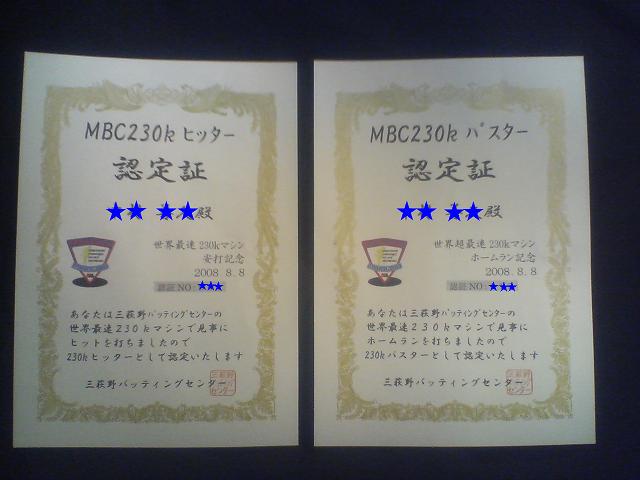 MBC230k ヒッター
認定証
殿
世界最速 230kマシン
安打記念
2008.8.8
認証NO:
あなたは三萩野バッティングセンターの
世界最速230kマシンで見事に
ヒットを打ちましたので
230kヒッターとして認定いたします
三萩野バッティングセンター
MBC230k バスター
認定証
殿
世界超最速 230kマシン
ホームラン記念
2008.8.8
認証NO:
あなたは三萩野バッティングセンターの
世界最速230kマシンで見事に
ホームランを打ちましたので
230kバスターとして認定いたします
三萩野バッティングセンター